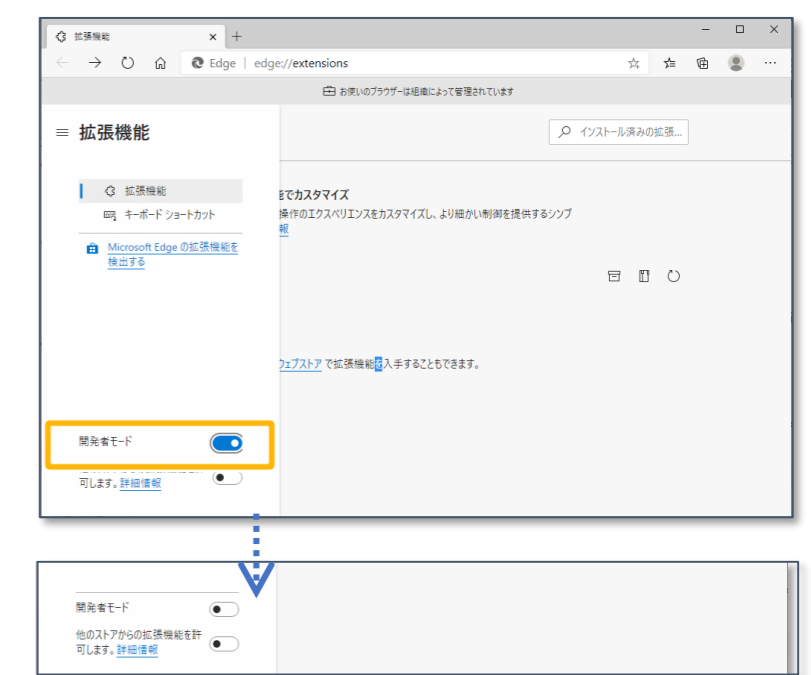 拡張機能
Edge | edge://extensions
お使いのブラウザーは組織によって管理されています
拡張機能
インストール済みの拡張...
拡張機能
キーボード ショートカット
Microsoft Edge の拡張機能を
検出する
でカスタマイズ
操作のエクスペリエンスをカスタマイズし、より細かい制御を提供するシンプ
報
ウェブストア で拡張機能を入手することもできます。
開発者モード
可します。詳細情報
開発者モード
他のストアからの拡張機能を許
可します。詳細情報